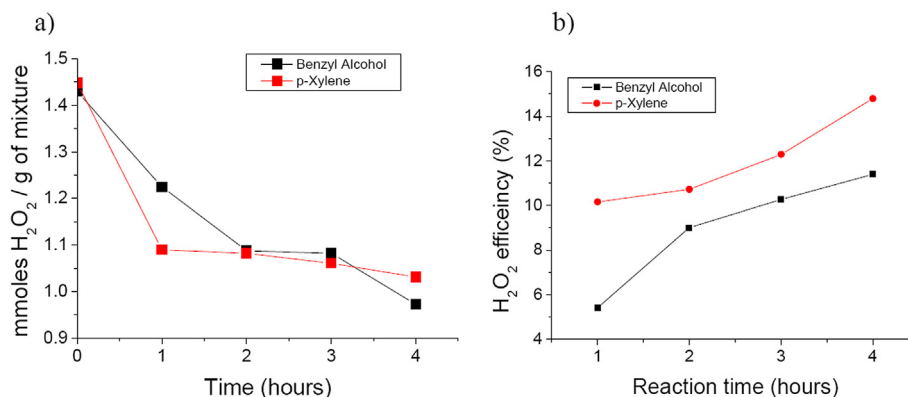 a)
mmoles H₂O₂ / g of mixture
1.5
1.4
1.3
1.2
1.1
1.0
0.9
Benzyl Alcohol
p-Xylene
0 1 2 3 4
Time (hours)
b)
H₂O₂ efficeincy (%)
16
14
12
10
8
6
4
Benzyl Alcohol
p-Xylene
1 2 3 4
Reaction time (hours)